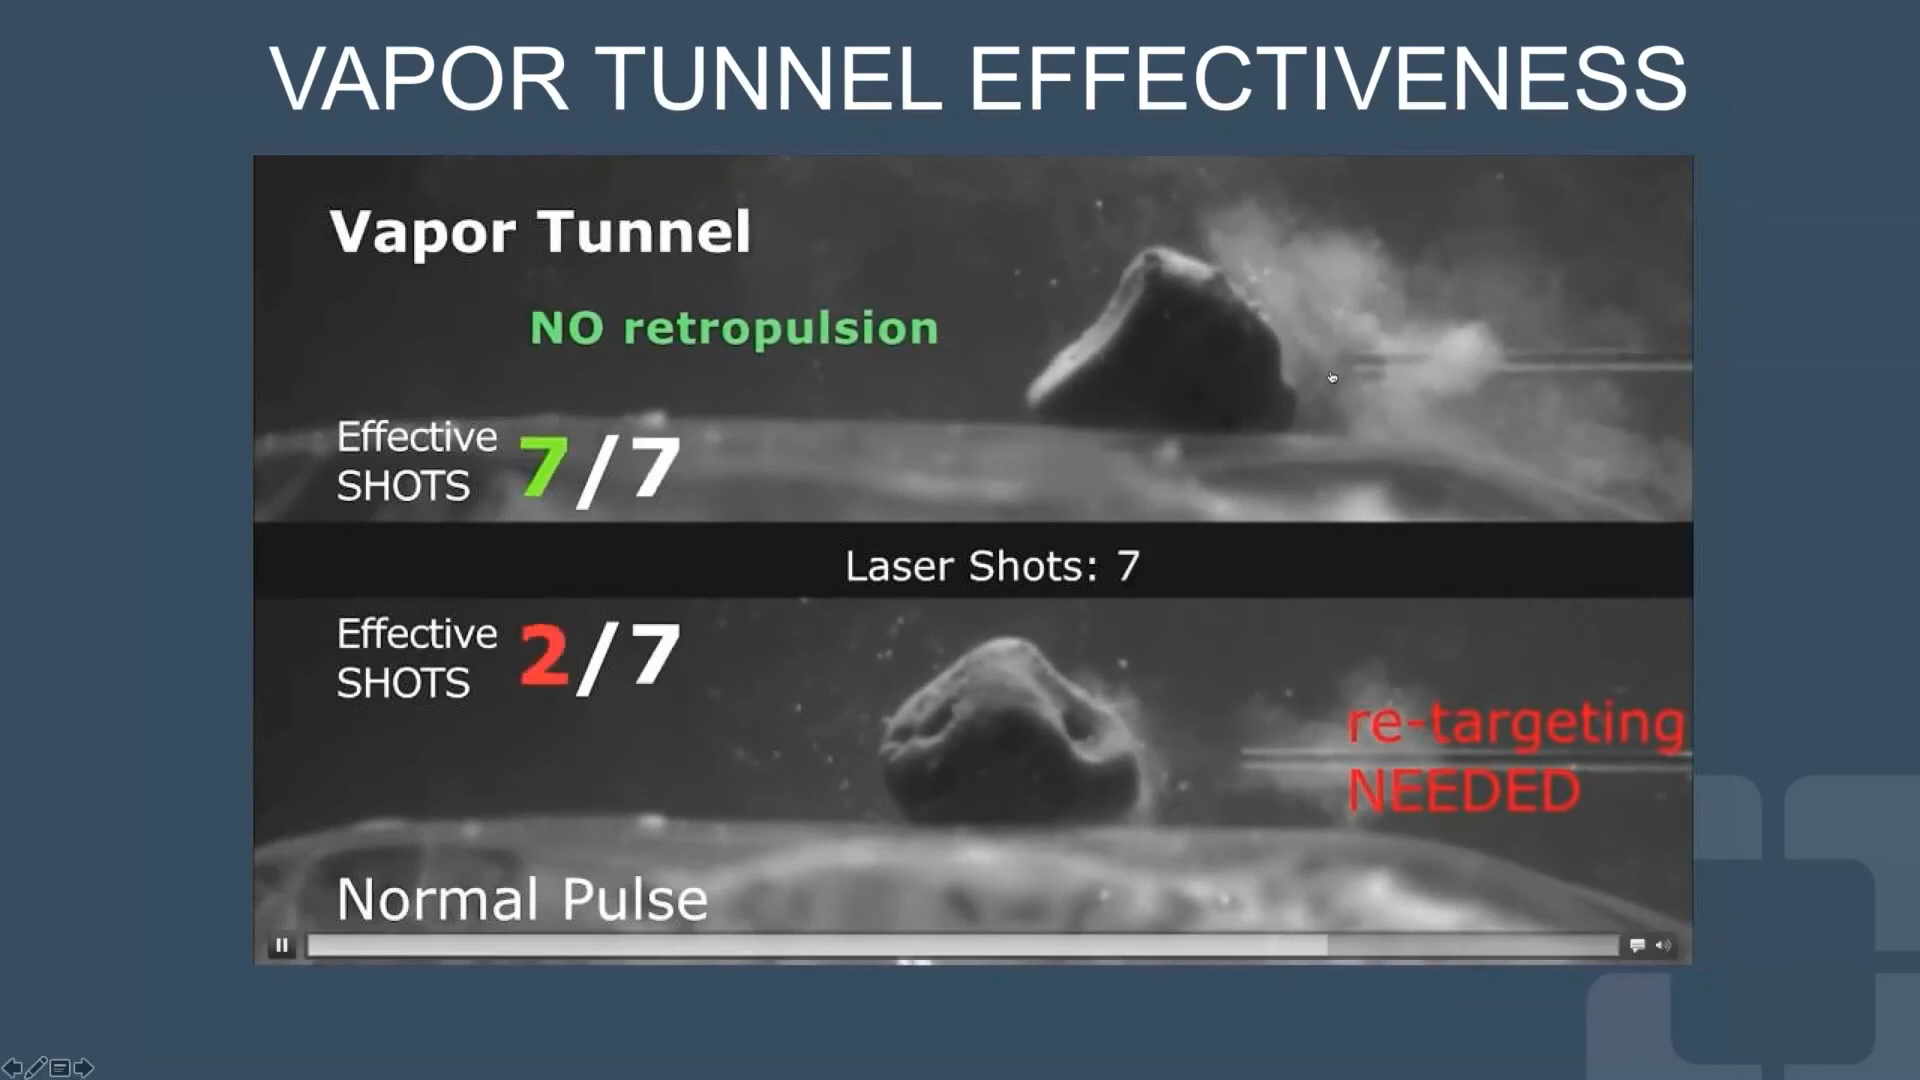 VAPOR TUNNEL EFFECTIVENESS
Vapor Tunnel
NO retropulsion
Effective
SHOTS
7/7
Laser Shots: 7
Effective
SHOTS
2/7
re-targeting
NEEDED
Normal Pulse